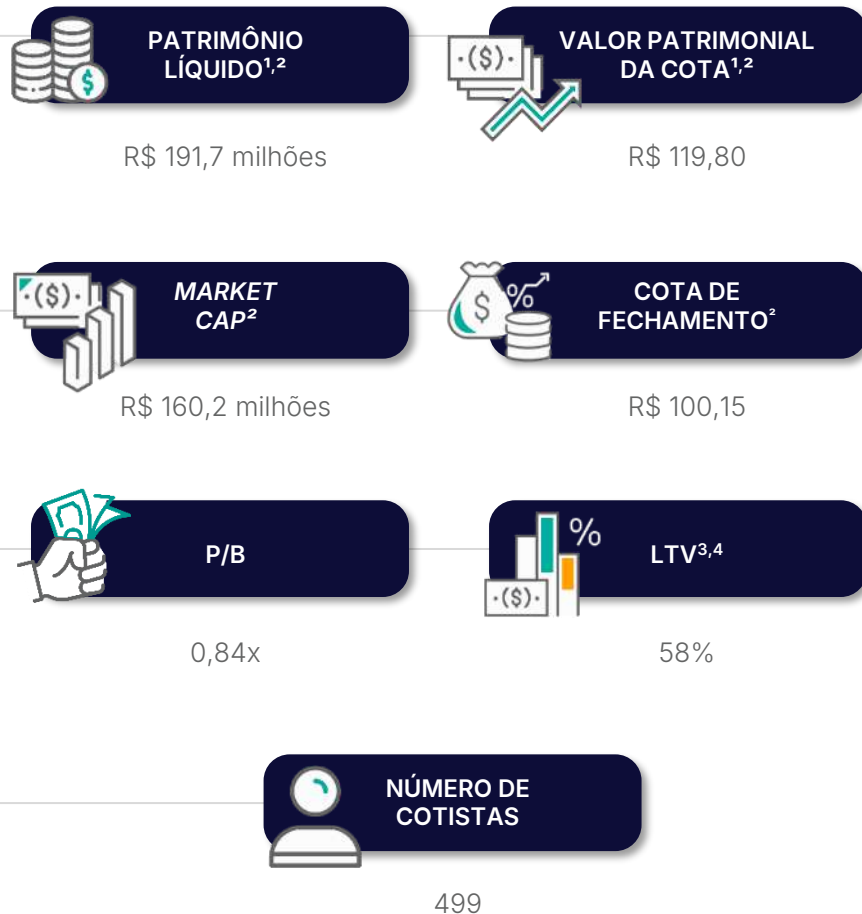 PATRIMÔNIO
LÍQUIDO¹,²
R$ 191,7 milhões
VALOR PATRIMONIAL
DA COTA¹,²
R$ 119,80
MARKET
CAP²
R$ 160,2 milhões
COTA DE
FECHAMENTO²
R$ 100,15
P/B
0,84x
LTV³,⁴
58%
NÚMERO DE
COTISTAS
499
($)
($)
$
$
%
%
($)